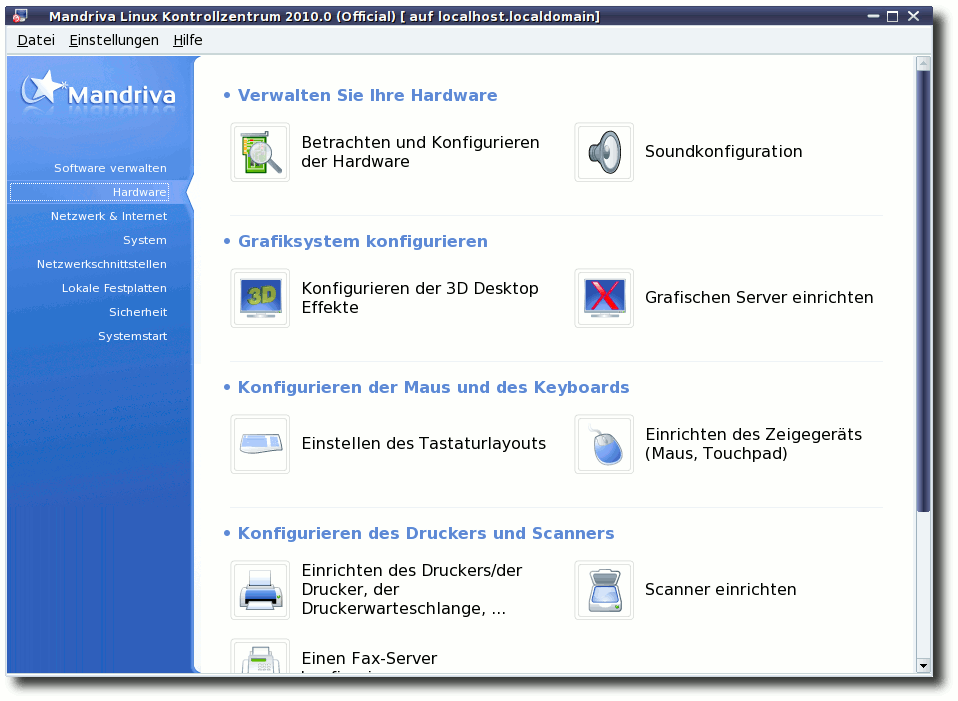 Mandriva Linux Kontrollzentrum 2010.0 (Official) [ auf localhost.localdomain]
Datei Einstellungen Hilfe
Mandriva
Software verwalten
Hardware
Netzwerk & Internet
System
Netzwerkschnittstellen
Lokale Festplatten
Sicherheit
Systemstart
• Verwalten Sie Ihre Hardware
Betrachten und Konfigurieren
der Hardware
Soundkonfiguration
• Grafiksystem konfigurieren
3D
Konfigurieren der 3D Desktop
Effekte
Grafischen Server einrichten
• Konfigurieren der Maus und des Keyboards
Einstellen des Tastaturlayouts
Einrichten des Zeigegeräts
(Maus, Touchpad)
• Konfigurieren des Druckers und Scanners
Einrichten des Druckers/der
Drucker, der
Druckerwarteschlange, ...
Scanner einrichten
Einen Fax-Server